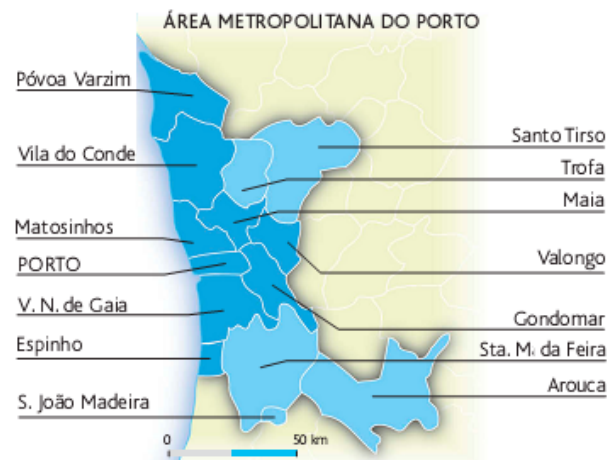 ÁREA METROPOLITANA DO PORTO
Póvoa Varzim
Vila do Conde
Matosinhos
PORTO
V. N. de Gaia
Espinho
S. João Madeira
Santo Tirso
Trofa
Maia
Valongo
Gondomar
Sta. M. da Feira
Arouca
0 50 km